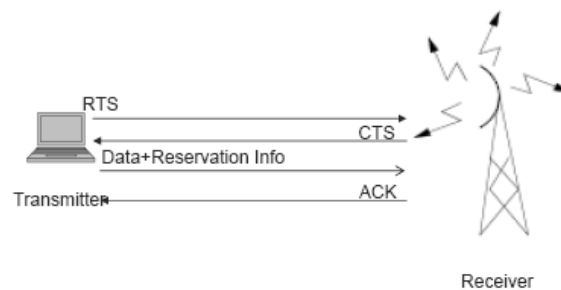 RTS
CTS
Data+Reservation Info
Transmitter
ACK
Receiver